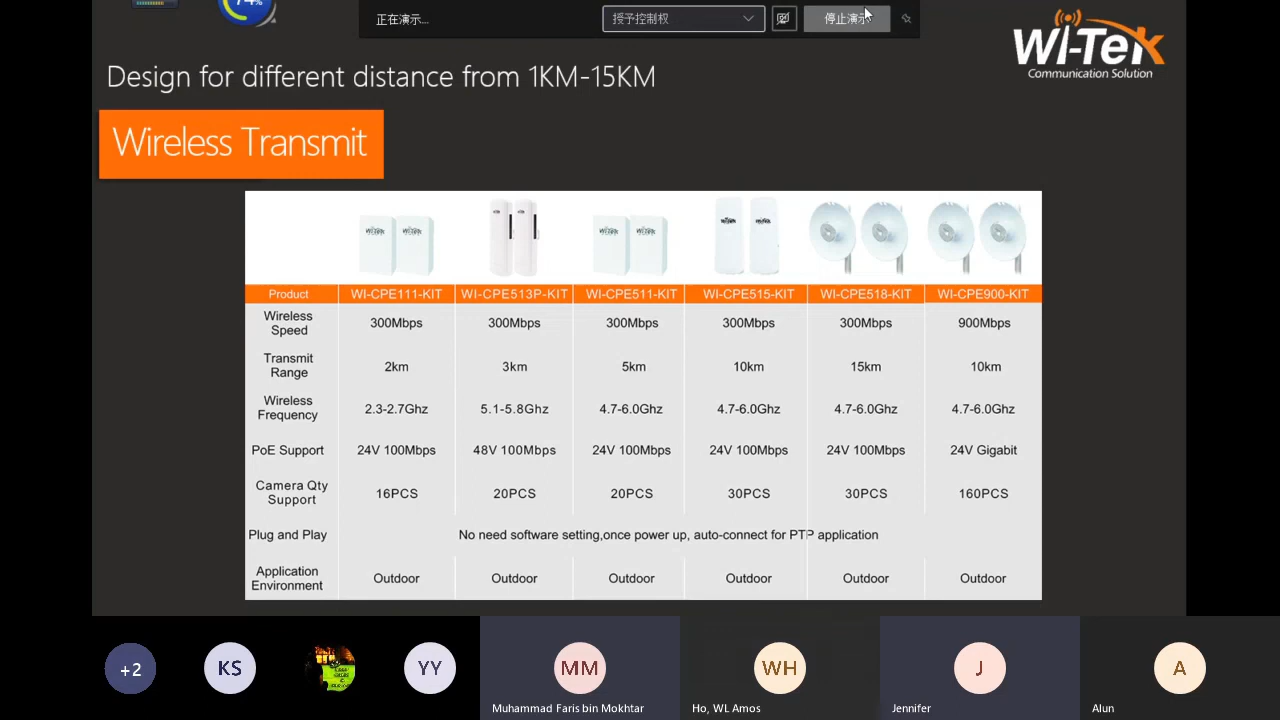 74%
正在演示...
授予控制权
停止演示
WI-TEK
Communication Solution
Design for different distance from 1KM-15KM
Wireless Transmit
Product WI-CPE111-KIT WI-CPE513P-KIT WI-CPE511-KIT WI-CPE515-KIT WI-CPE518-KIT WI-CPE900-KIT
Wireless Speed 300Mbps 300Mbps 300Mbps 300Mbps 300Mbps 900Mbps
Transmit Range 2km 3km 5km 10km 15km 10km
Wireless Frequency 2.3-2.7Ghz 5.1-5.8Ghz 4.7-6.0Ghz 4.7-6.0Ghz 4.7-6.0Ghz 4.7-6.0Ghz
PoE Support 24V 100Mbps 48V 100Mbps 24V 100Mbps 24V 100Mbps 24V 100Mbps 24V Gigabit
Camera Qty Support 16PCS 20PCS 20PCS 30PCS 30PCS 160PCS
Plug and Play No need software setting,once power up, auto-connect for PTP application
Application Environment Outdoor Outdoor Outdoor Outdoor Outdoor Outdoor
+2 KS YY MM WH J A
Muhammad Faris bin Mokhtar Ho, WL Amos Jennifer Alun